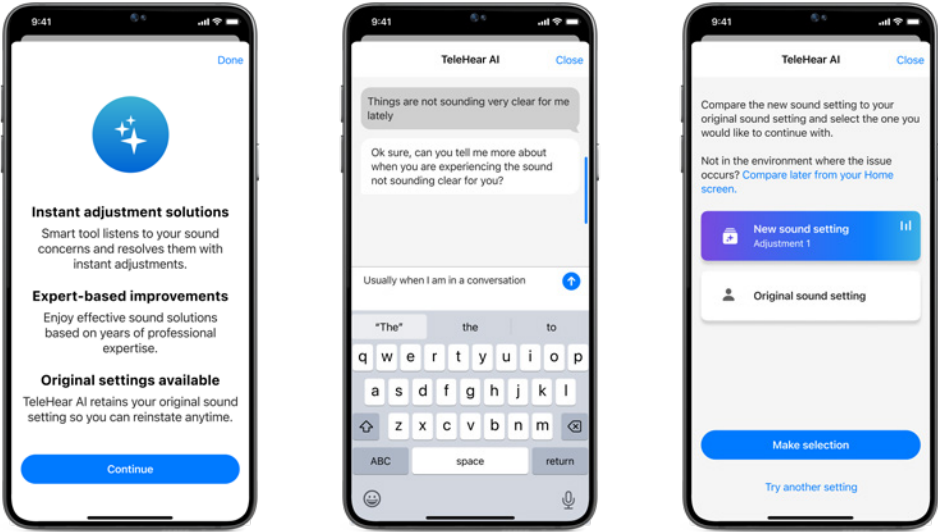 9:41
Done
Instant adjustment solutions
Smart tool listens to your sound
concerns and resolves them with
instant adjustments.
Expert-based improvements
Enjoy effective sound solutions
based on years of professional
expertise.
Original settings available
TeleHear AI retains your original sound
setting so you can reinstate anytime.
Continue
9:41
TeleHear AI
Close
Things are not sounding very clear for me
lately
Ok sure, can you tell me more about
when you are experiencing the sound
not sounding clear for you?
Usually when I am in a conversation
"The" the to
q w e r t y u i o p
a s d f g h j k l
z x c v b n m
ABC space return
9:41
TeleHear AI
Close
Compare the new sound setting to your
original sound setting and select the one you
would like to continue with.
Not in the environment where the issue
occurs? Compare later from your Home
screen.
New sound setting
Adjustment 1
Original sound setting
Make selection
Try another setting